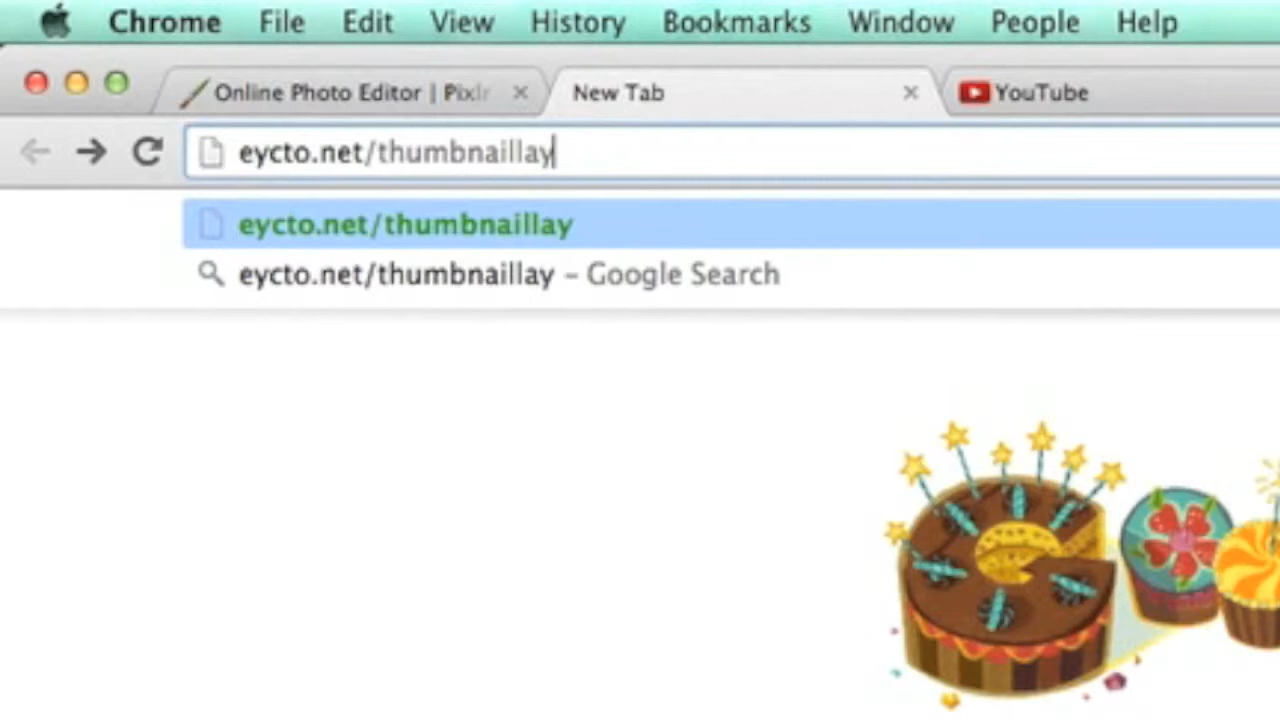 Chrome File Edit View History Bookmarks Window People Help
Online Photo Editor | Pixlr New Tab YouTube
eycto.net/thumbnaillay
eycto.net/thumbnaillay
eycto.net/thumbnaillay – Google Search